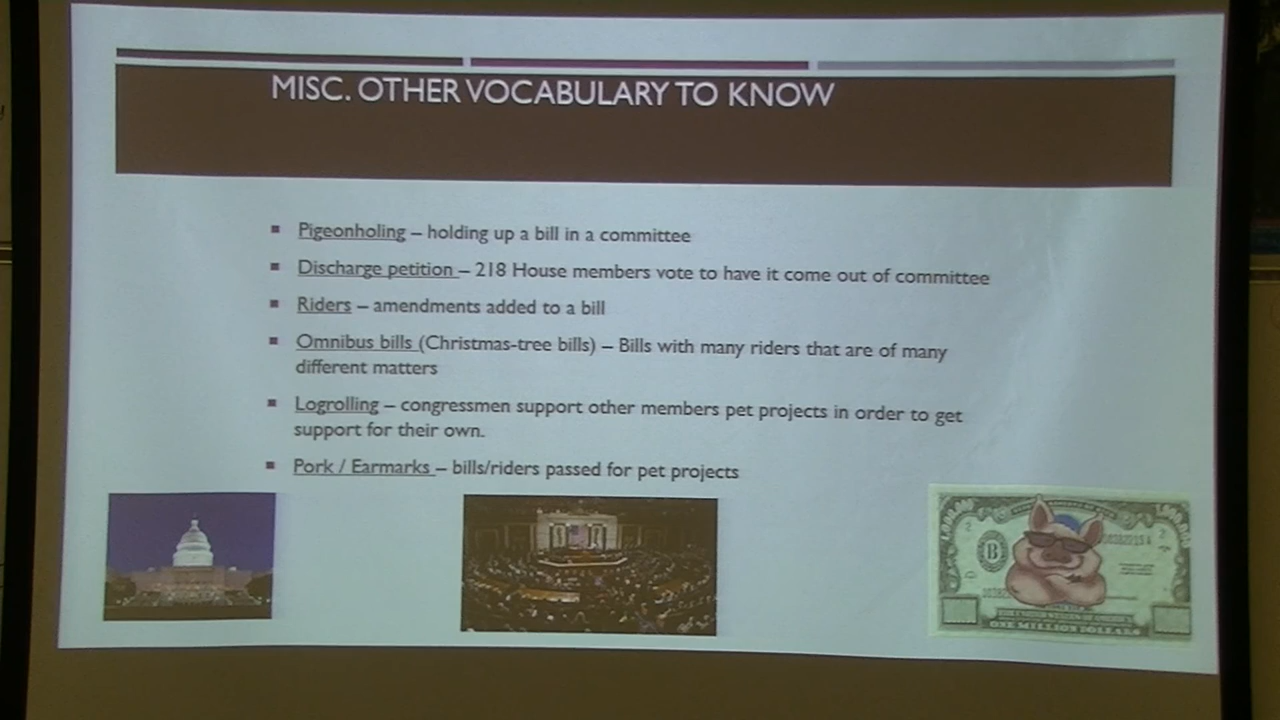 MISC. OTHER VOCABULARY TO KNOW
Pigeonholing – holding up a bill in a committee
Discharge petition – 218 House members vote to have it come out of committee
Riders – amendments added to a bill
Omnibus bills (Christmas-tree bills) – Bills with many riders that are of many
different matters
Logrolling – congressmen support other members pet projects in order to get
support for their own.
Pork / Earmarks – bills/riders passed for pet projects
B
ONE MILLION DOLLARS